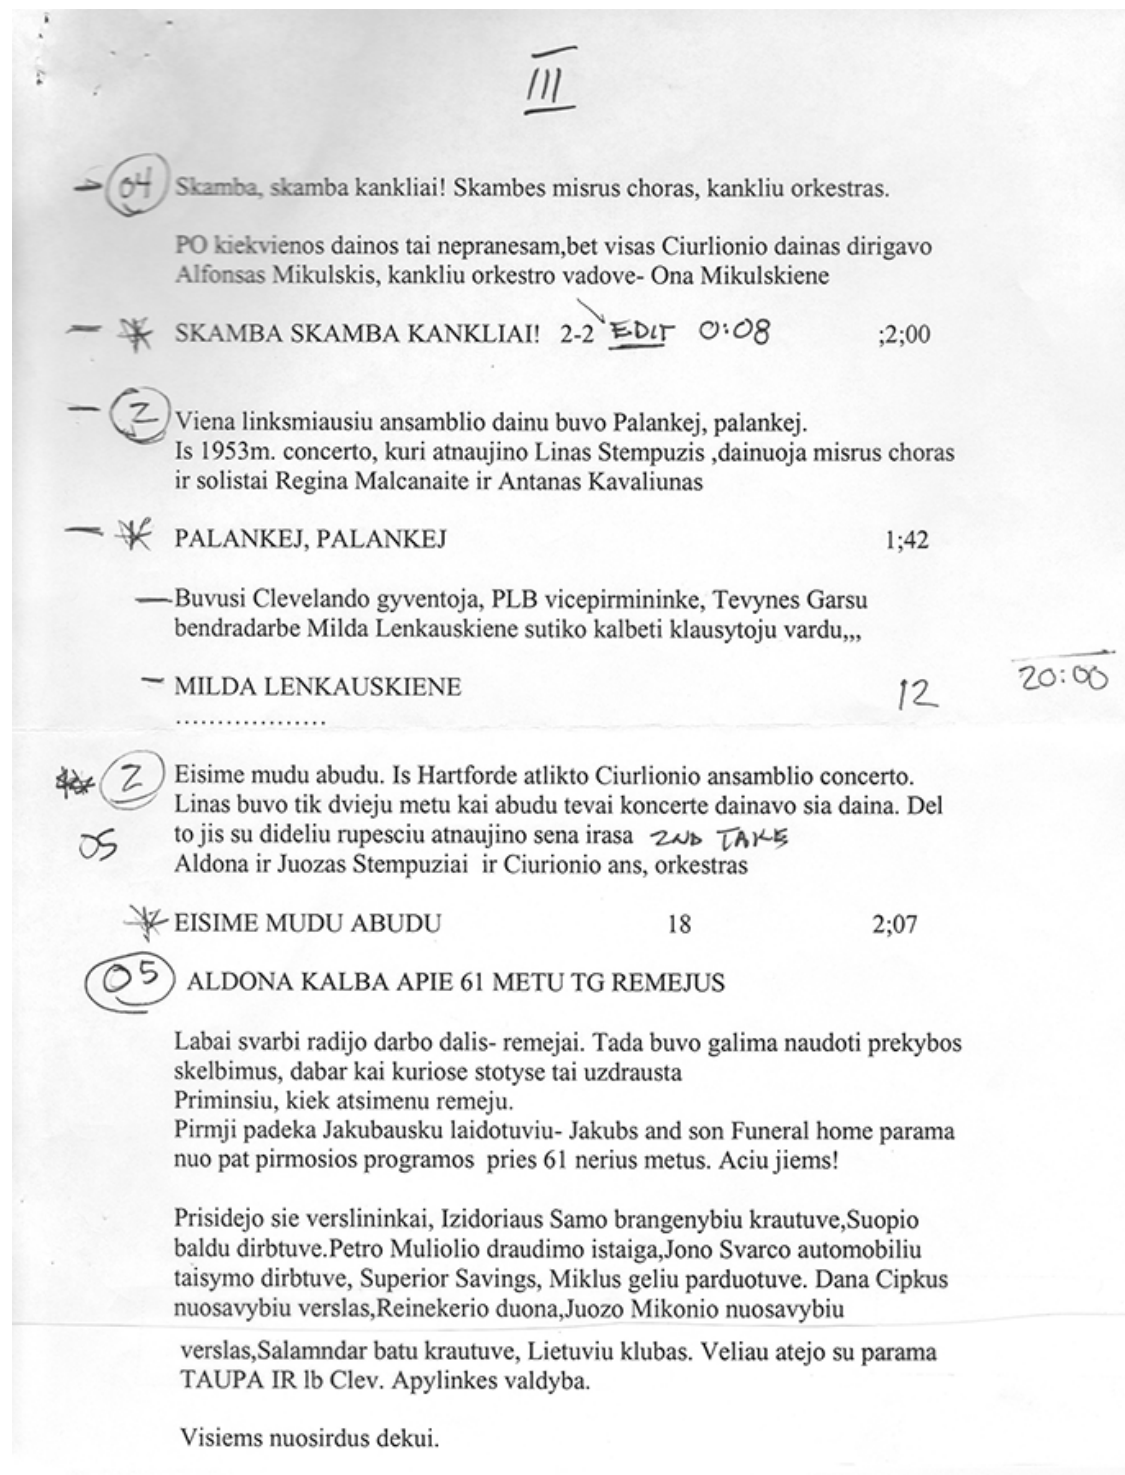 III
04 Skamba, skamba kankliai! Skambes misrus choras, kankliu orkestras.
PO kiekvienos dainos tai nepranesam,bet visas Ciurlionio dainas dirigavo
Alfonsas Mikulskis, kankliu orkestro vadove- Ona Mikulskiene
SKAMBA SKAMBA KANKLIAI! 2-2 EDIT 0:08 ;2;00
2 Viena linksmiausiu ansamblio dainu buvo Palankej, palankej.
Is 1953m. concerto, kuri atnaujino Linas Stempuzis ,dainuoja misrus choras
ir solistai Regina Malcanaite ir Antanas Kavaliunas
PALANKEJ, PALANKEJ 1;42
Buvusi Clevelando gyventoja, PLB vicepirmininke, Tevynes Garsu
bendradarbe Milda Lenkauskiene sutiko kalbeti klausytoju vardu,,,
MILDA LENKAUSKIENE 12 20:00
.................
2 Eisime mudu abudu. Is Hartforde atlikto Ciurlionio ansamblio concerto.
Linas buvo tik dvieju metu kai abudu tevai koncerte dainavo sia daina. Del
05 to jis su dideliu rupesciu atnaujino sena irasa 2ND TAKE
Aldona ir Juozas Stempuziai ir Ciurionio ans, orkestras
EISIME MUDU ABUDU 18 2;07
05 ALDONA KALBA APIE 61 METU TG REMEJUS
Labai svarbi radijo darbo dalis- remejai. Tada buvo galima naudoti prekybos
skelbimus, dabar kai kuriose stotyse tai uzdrausta
Priminsiu, kiek atsimenu remeju.
Pirmji padeka Jakubausku laidotuviu- Jakubs and son Funeral home parama
nuo pat pirmosios programos pries 61 nerius metus. Aciu jiems!
Prisidejo sie verslininkai, Izidoriaus Samo brangenybiu krautuve,Suopio
baldu dirbtuve.Petro Muliolio draudimo istaiga,Jono Svarco automobiliu
taisymo dirbtuve, Superior Savings, Miklus geliu parduotuve. Dana Cipkus
nuosavybiu verslas,Reinekerio duona,Juozo Mikonio nuosavybiu
verslas,Salamndar batu krautuve, Lietuviu klubas. Veliau atejo su parama
TAUPA IR lb Clev. Apylinkes valdyba.
Visiems nuosirdus dekui.